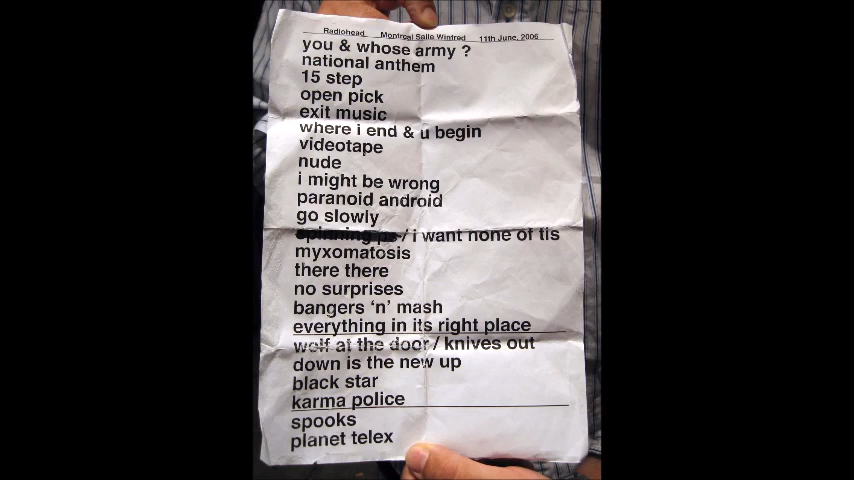 Radiohead Montreal Salle Winfred 11th June, 2006
you & whose army ?
national anthem
15 step
open pick
exit music
where i end & u begin
videotape
nude
i might be wrong
paranoid android
go slowly
spinning ps / i want none of tis
myxomatosis
there there
no surprises
bangers ‘n’ mash
everything in its right place
wolf at the door / knives out
down is the new up
black star
karma police
spooks
planet telex